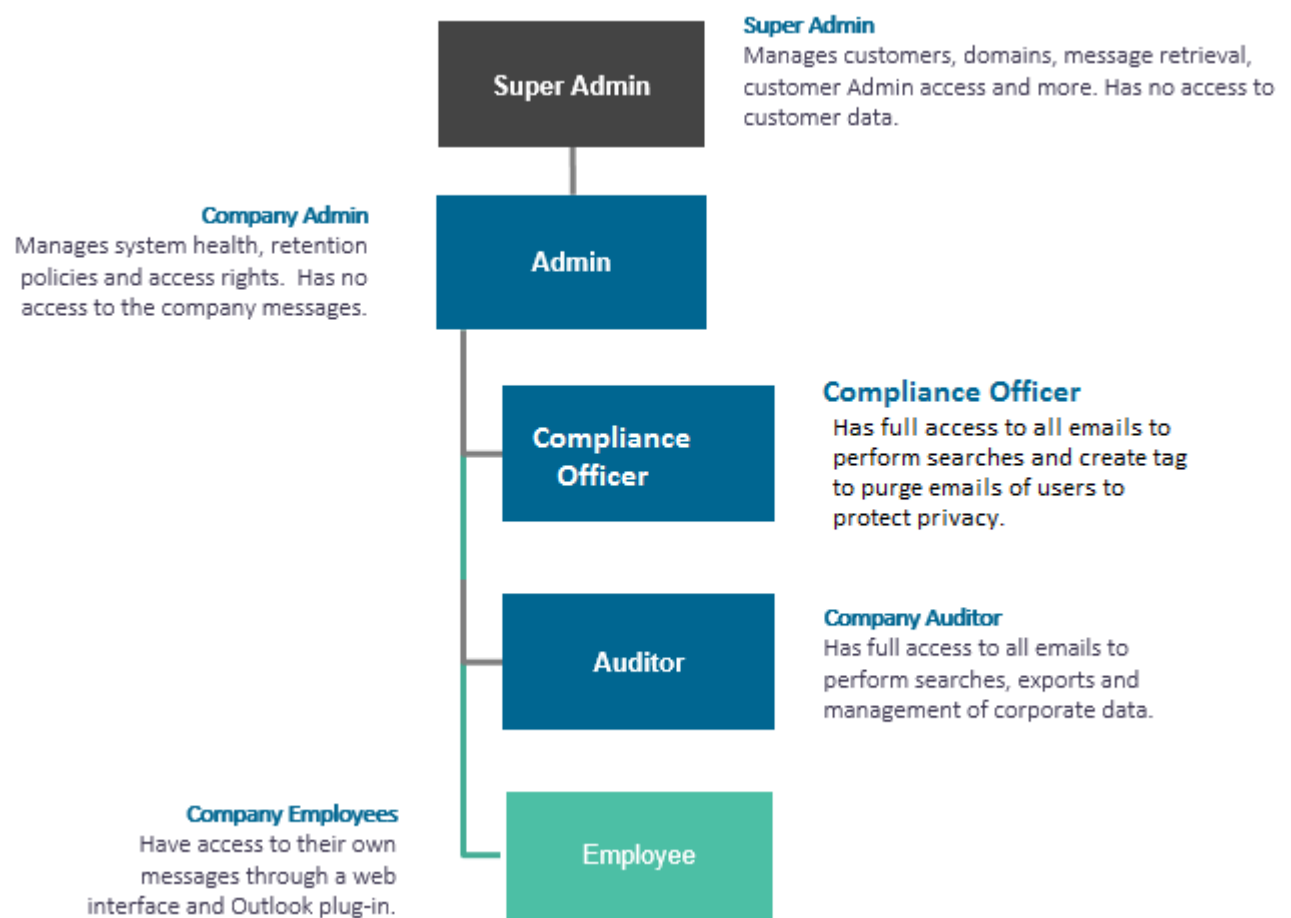 Super Admin
Super Admin
Manages customers, domains, message retrieval,
customer Admin access and more. Has no access to
customer data.
Company Admin
Manages system health, retention
policies and access rights.  Has no
access to the company messages.
Admin
Compliance
Officer
Compliance Officer
Has full access to all emails to
perform searches and create tag
to purge emails of users to
protect privacy.
Auditor
Company Auditor
Has full access to all emails to
perform searches, exports and
management of corporate data.
Company Employees
Have access to their own
messages through a web
interface and Outlook plug-in.
Employee